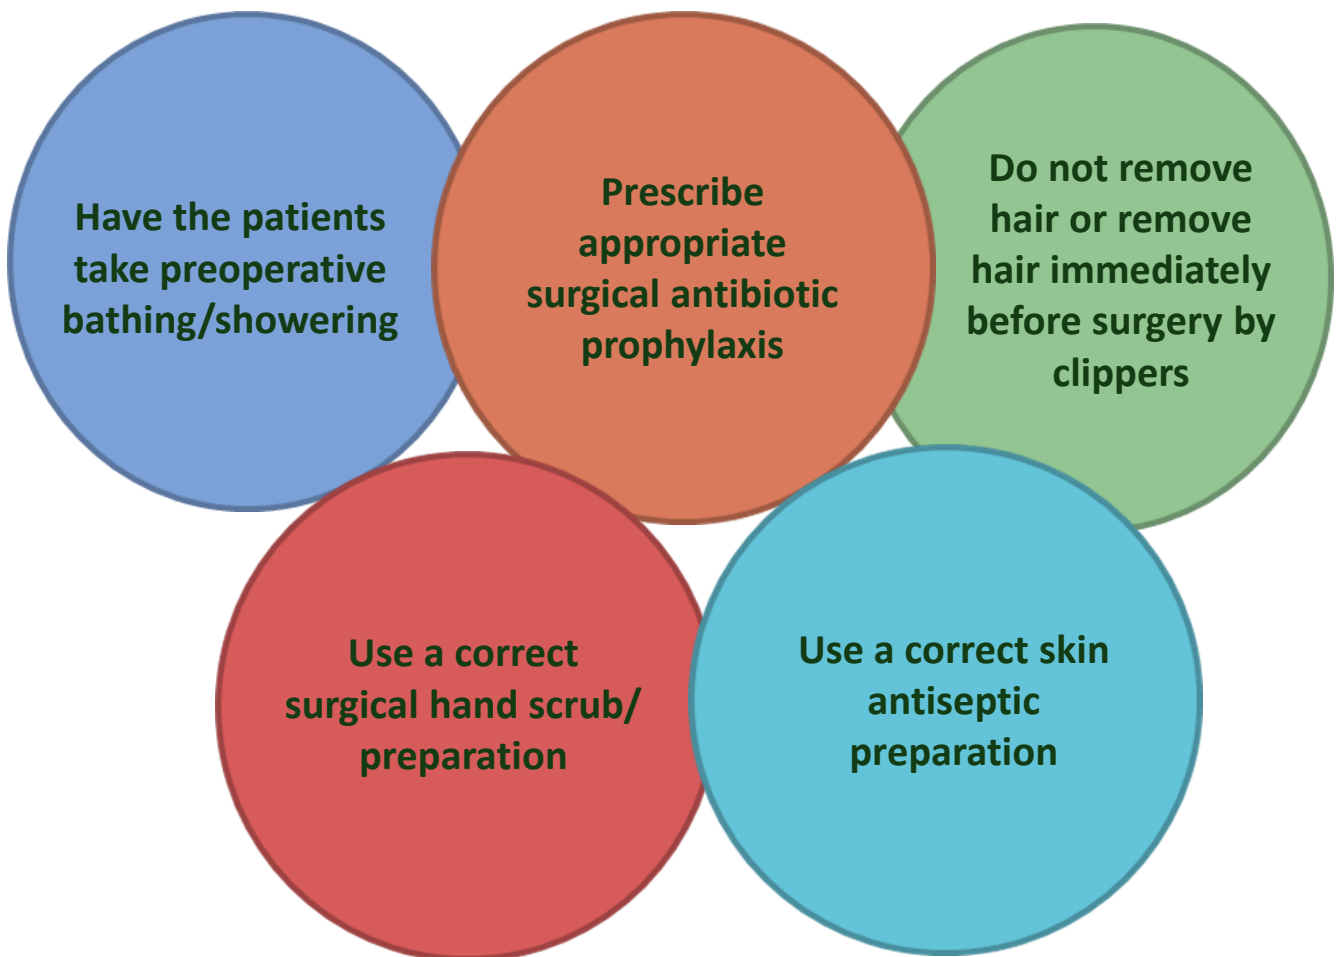 Have the patients
take preoperative
bathing/showering
Prescribe
appropriate
surgical antibiotic
prophylaxis
Do not remove
hair or remove
hair immediately
before surgery by
clippers
Use a correct
surgical hand scrub/
preparation
Use a correct skin
antiseptic
preparation